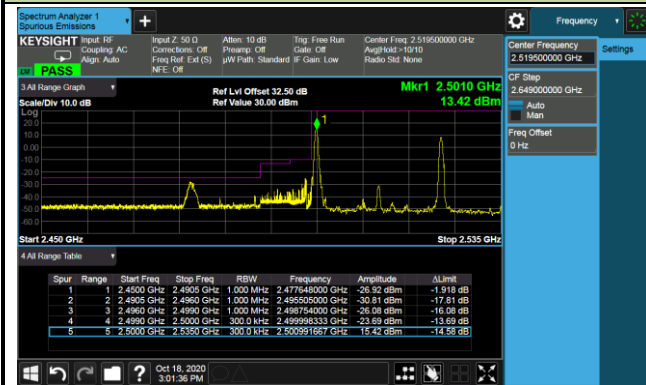 Spectrum Analyzer 1
Spurious Emissions
Frequency
KEYSIGHT
Input: RF
Coupling: AC
Align: Auto
Input Z: 50 Ω
Corrections: Off
Freq Ref: Ext (S)
NFE: Off
Atten: 10 dB
Preamp: Off
µW Path: Standard
Trig: Free Run
Gate: Off
IF Gain: Low
Center Freq: 2.519500000 GHz
Avg|Hold:>10/10
Radio Std: None
PASS
Center Frequency
2.519500000 GHz
Settings
CF Step
2.649000000 GHz
Auto
Man
Freq Offset
0 Hz
3 All Range Graph
Scale/Div 10.0 dB
Ref Lvl Offset 32.50 dB
Ref Value 30.00 dBm
Mkr1 2.5010 GHz
13.42 dBm
Log
20.0
10.0
0.00
-10.0
-20.0
-30.0
-40.0
-50.0
-60.0
1
Start 2.450 GHz
Stop 2.535 GHz
4 All Range Table
Spur Range Start Freq Stop Freq RBW Frequency Amplitude ΔLimit
1 1 2.4500 GHz 2.4905 GHz 1.000 MHz 2.477648000 GHz -26.92 dBm -1.918 dB
2 2 2.4905 GHz 2.4960 GHz 1.000 MHz 2.495505000 GHz -30.81 dBm -17.81 dB
3 3 2.4960 GHz 2.4990 GHz 1.000 MHz 2.498754000 GHz -26.08 dBm -16.08 dB
4 4 2.4990 GHz 2.5000 GHz 300.0 kHz 2.499998333 GHz -23.69 dBm -13.69 dB
5 5 2.5000 GHz 2.5350 GHz 300.0 kHz 2.500991667 GHz 15.42 dBm -14.58 dB
Oct 18, 2020
3:01:36 PM